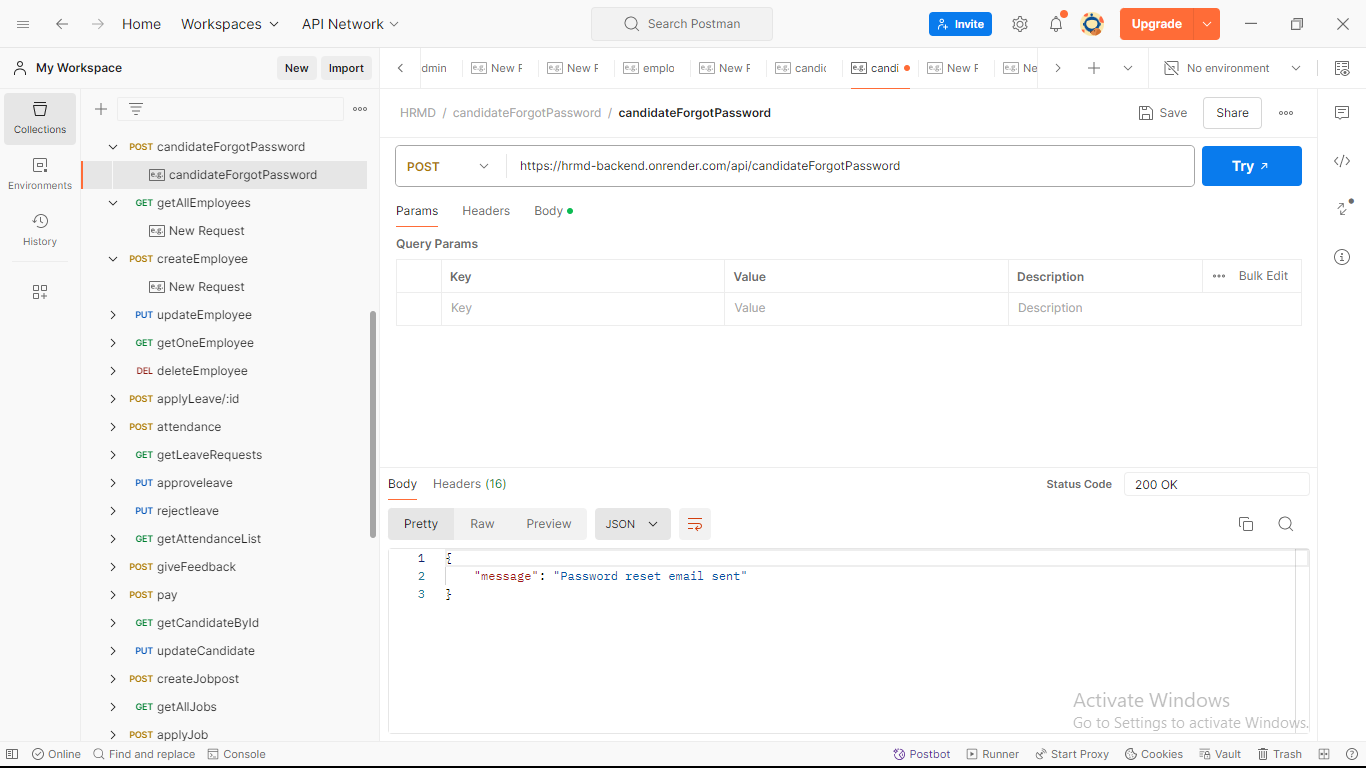 Home Workspaces API Network Search Postman Invite Upgrade
My Workspace New Import dmin e.g. New F e.g. New F e.g. emplo e.g. New F e.g. candic e.g. candi e.g. New F e.g. Ne No environment
Collections
Environments
History
POST candidateForgotPassword
e.g. candidateForgotPassword
GET getAllEmployees
e.g. New Request
POST createEmployee
e.g. New Request
PUT updateEmployee
GET getOneEmployee
DEL deleteEmployee
POST applyLeave/:id
POST attendance
GET getLeaveRequests
PUT approveleave
PUT rejectleave
GET getAttendanceList
POST giveFeedback
POST pay
GET getCandidateById
PUT updateCandidate
POST createJobpost
GET getAllJobs
POST applyJob
HRMD / candidateForgotPassword / candidateForgotPassword Save Share
POST https://hrmd-backend.onrender.com/api/candidateForgotPassword Try
Params Headers Body
Query Params
Key Value Description Bulk Edit
Key Value Description
Body Headers (16) Status Code 200 OK
Pretty Raw Preview JSON
1 {
2 "message": "Password reset email sent"
3 }
Activate Windows
Go to Settings to activate Windows.
Online Find and replace Console Postbot Runner Start Proxy Cookies Vault Trash